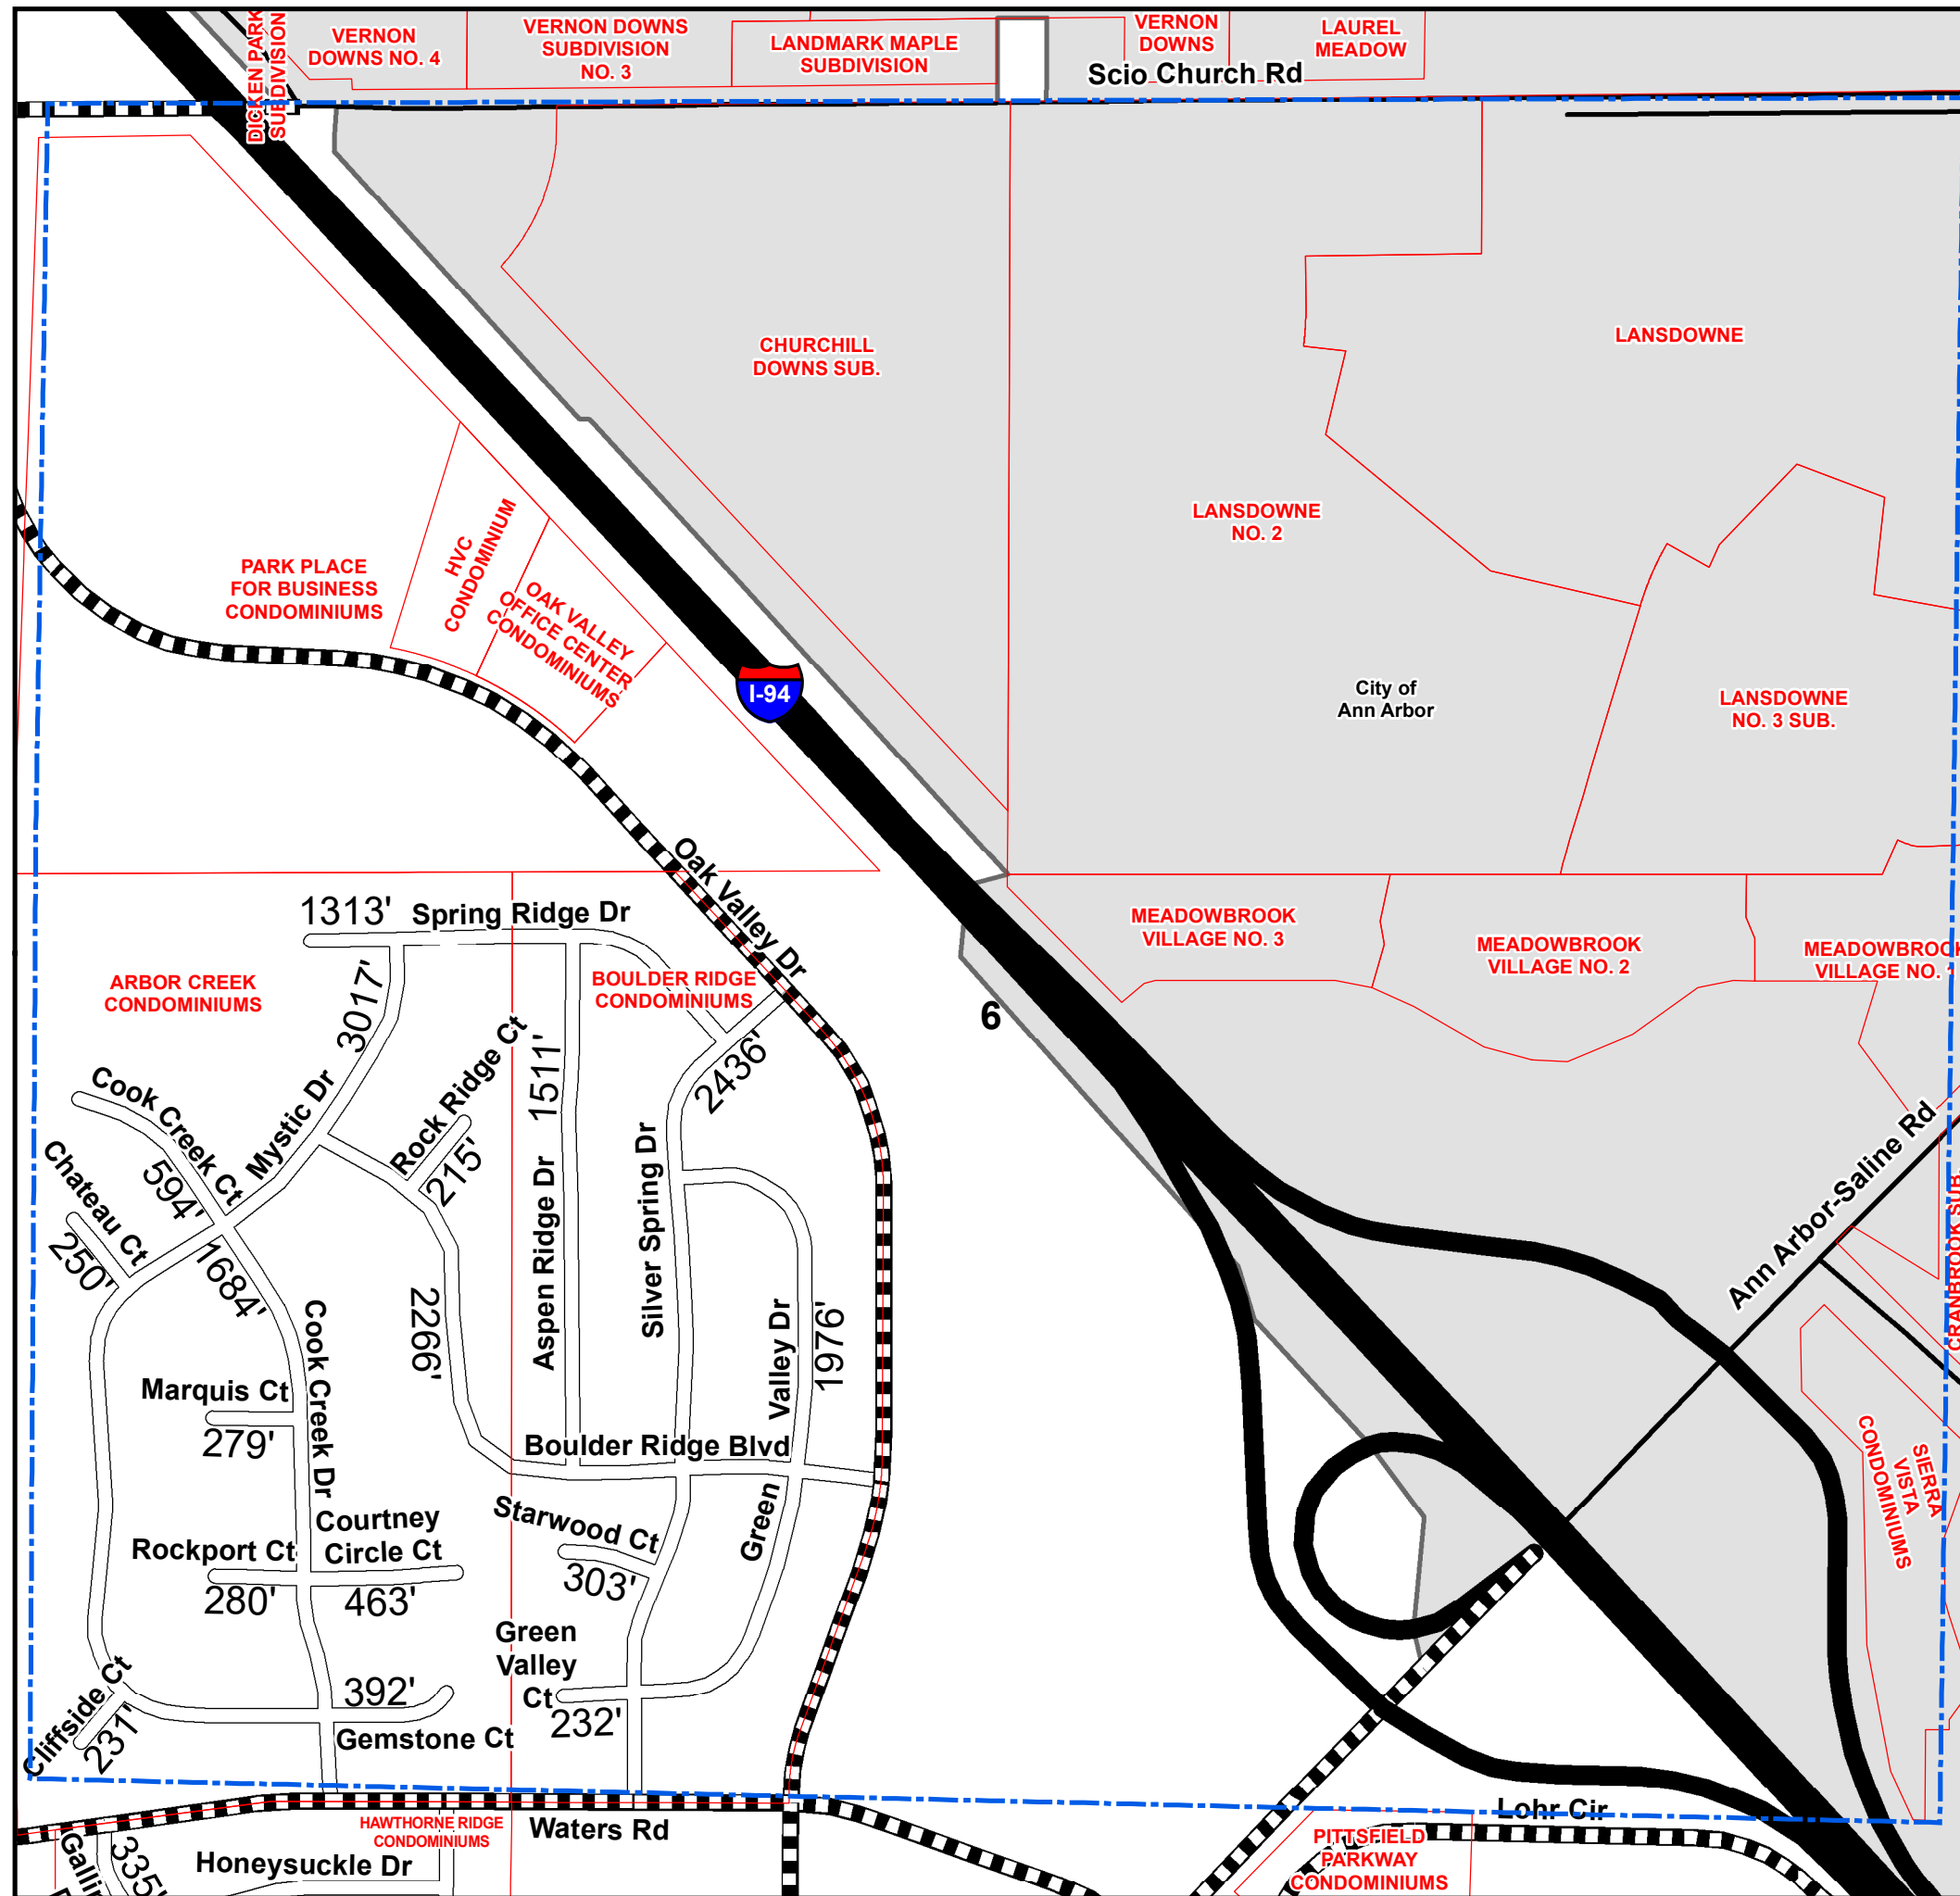 DICKEN PARK
SUBDIVISION
VERNON
DOWNS NO. 4
VERNON DOWNS
SUBDIVISION
NO. 3
LANDMARK MAPLE
SUBDIVISION
VERNON
DOWNS
LAUREL
MEADOW
Scio Church Rd
CHURCHILL
DOWNS SUB.
LANSDOWNE
LANSDOWNE
NO. 2
HVC
CONDOMINIUM
PARK PLACE
FOR BUSINESS
CONDOMINIUMS
OAK VALLEY
OFFICE CENTER
CONDOMINIUMS
I-94
City of
Ann Arbor
LANSDOWNE
NO. 3 SUB.
Oak Valley Dr
1313'
Spring Ridge Dr
MEADOWBROOK
VILLAGE NO. 3
MEADOWBROOK
VILLAGE NO. 2
MEADOWBROOK
VILLAGE NO. 1
ARBOR CREEK
CONDOMINIUMS
3017'
BOULDER RIDGE
CONDOMINIUMS
6
Rock Ridge Ct
1511'
2436'
Cook Creek Ct
Mystic Dr
215'
Chateau Ct
594'
250'
1684'
Aspen Ridge Dr
Silver Spring Dr
Ann Arbor-Saline Rd
CRANBROOK SUB.
Cook Creek Dr
2266'
Valley Dr
1976'
Marquis Ct
279'
Boulder Ridge Blvd
SIERRA
VISTA
CONDOMINIUMS
Starwood Ct
Green
Courtney
Circle Ct
Rockport Ct
280'
463'
303'
Green
Valley
Ct
232'
Cliffside Ct
231'
392'
Gemstone Ct
HAWTHORNE RIDGE
CONDOMINIUMS
Waters Rd
Lohr Cir
PITTSFIELD
PARKWAY
CONDOMINIUMS
335'
Honeysuckle Dr